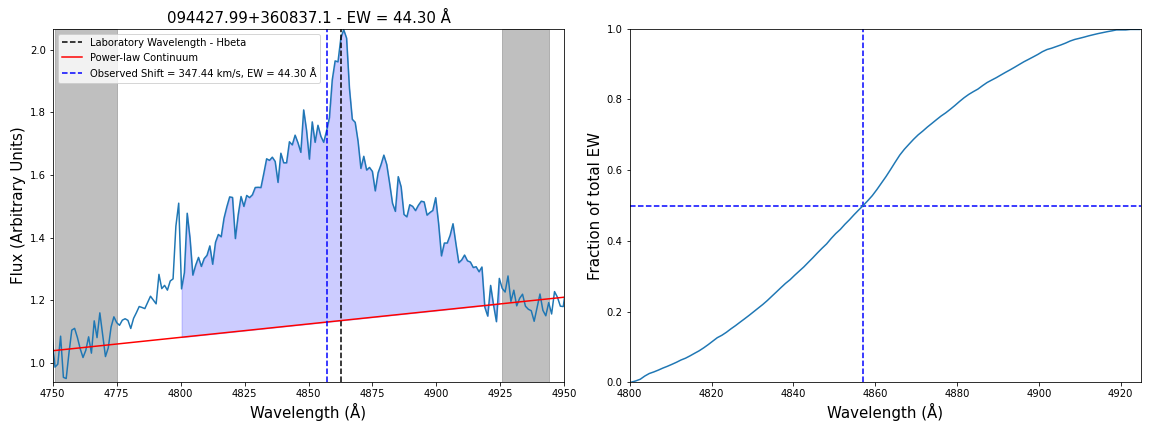 094427.99+360837.1 - EW = 44.30 Å
Laboratory Wavelength - Hbeta
Power-law Continuum
Observed Shift = 347.44 km/s, EW = 44.30 Å
Flux (Arbitrary Units)
2.0
1.8
1.6
1.4
1.2
1.0
4750 4775 4800 4825 4850 4875 4900 4925 4950
Wavelength (Å)
Fraction of total EW
1.0
0.8
0.6
0.4
0.2
0.0
4800 4820 4840 4860 4880 4900 4920
Wavelength (Å)